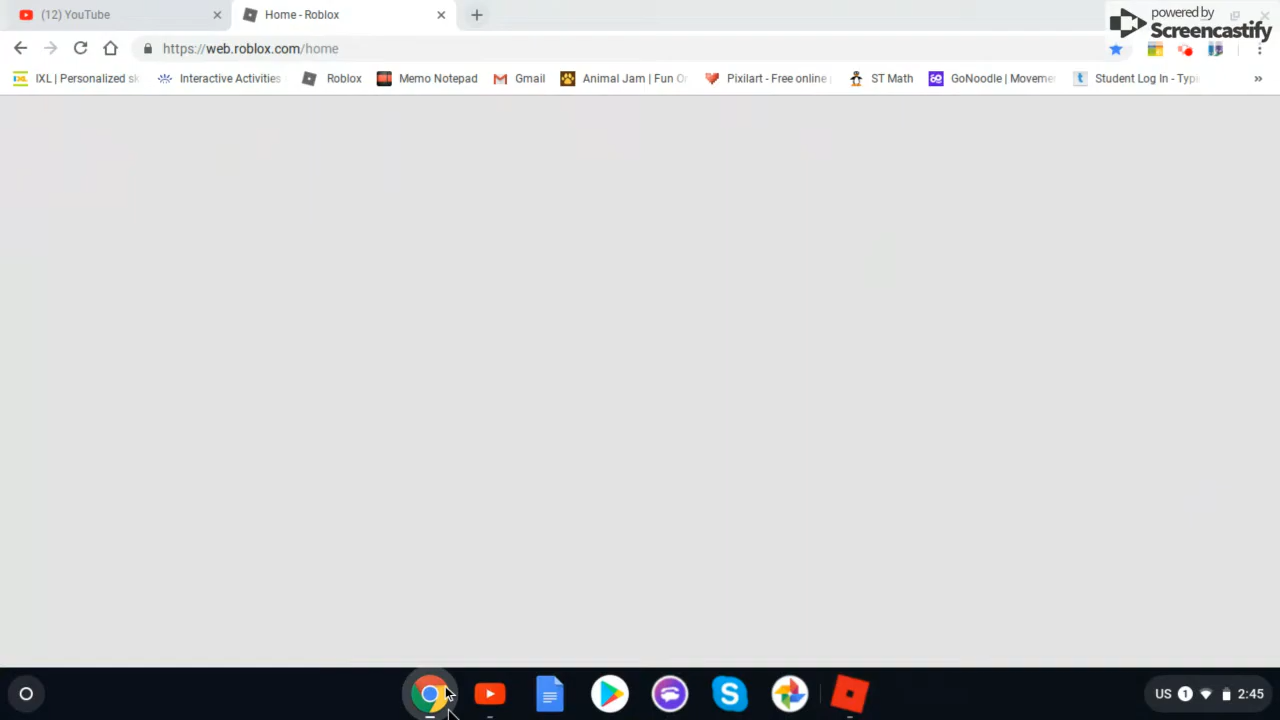 (12) YouTube
Home - Roblox
powered by
Screencastify
https://web.roblox.com/home
IXL | Personalized sk
Interactive Activities
Roblox
Memo Notepad
Gmail
Animal Jam | Fun O
Pixilart - Free online
ST Math
GoNoodle | Moveme
Student Log In - Typi
»
US 1 2:45